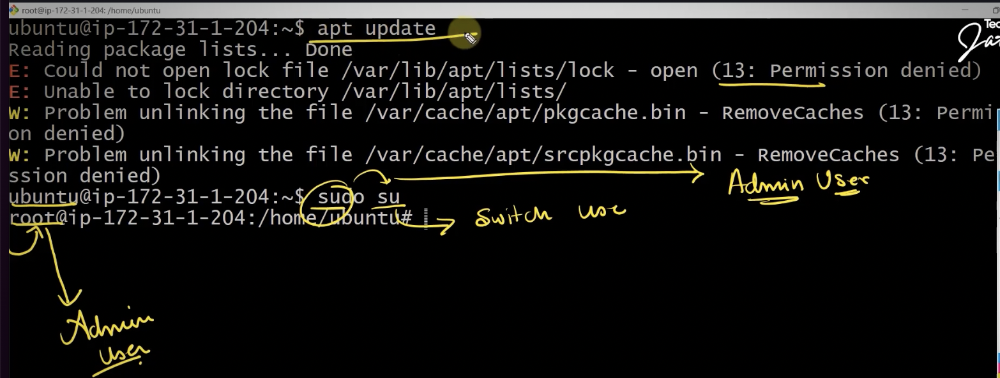 root@ip-172-31-1-204: /home/ubuntu
ubuntu@ip-172-31-1-204:~$ apt update
Reading package lists... Done
E: Could not open lock file /var/lib/apt/lists/lock - open (13: Permission denied)
E: Unable to lock directory /var/lib/apt/lists/
W: Problem unlinking the file /var/cache/apt/pkgcache.bin - RemoveCaches (13: Permi
on denied)
W: Problem unlinking the file /var/cache/apt/srcpkgcache.bin - RemoveCaches (13: Pe
ssion denied)
Admin User
ubuntu@ip-172-31-1-204:~$ sudo su
root@ip-172-31-1-204:/home/ubuntu#
switch use
Admin
User